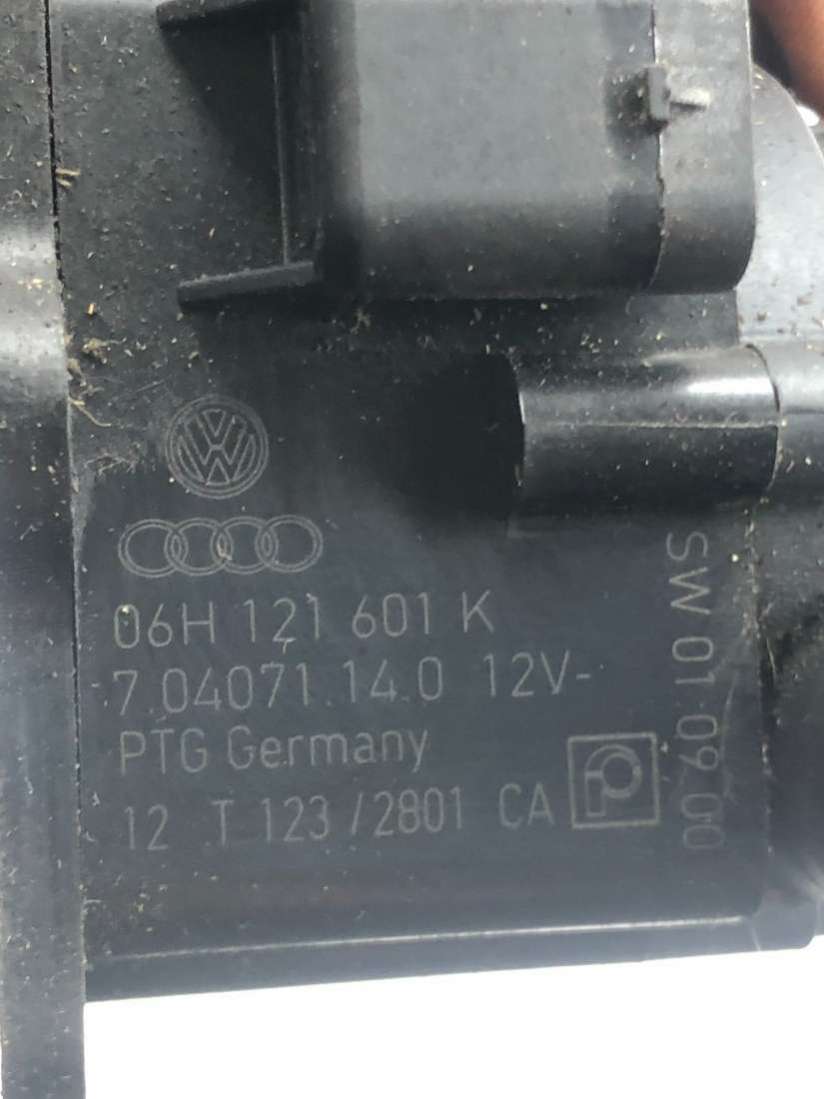 06H 121 601 K
7.04071.14.0 12V-
PTG Germany
12 T 123 /2801 CA
SW 01.09.00